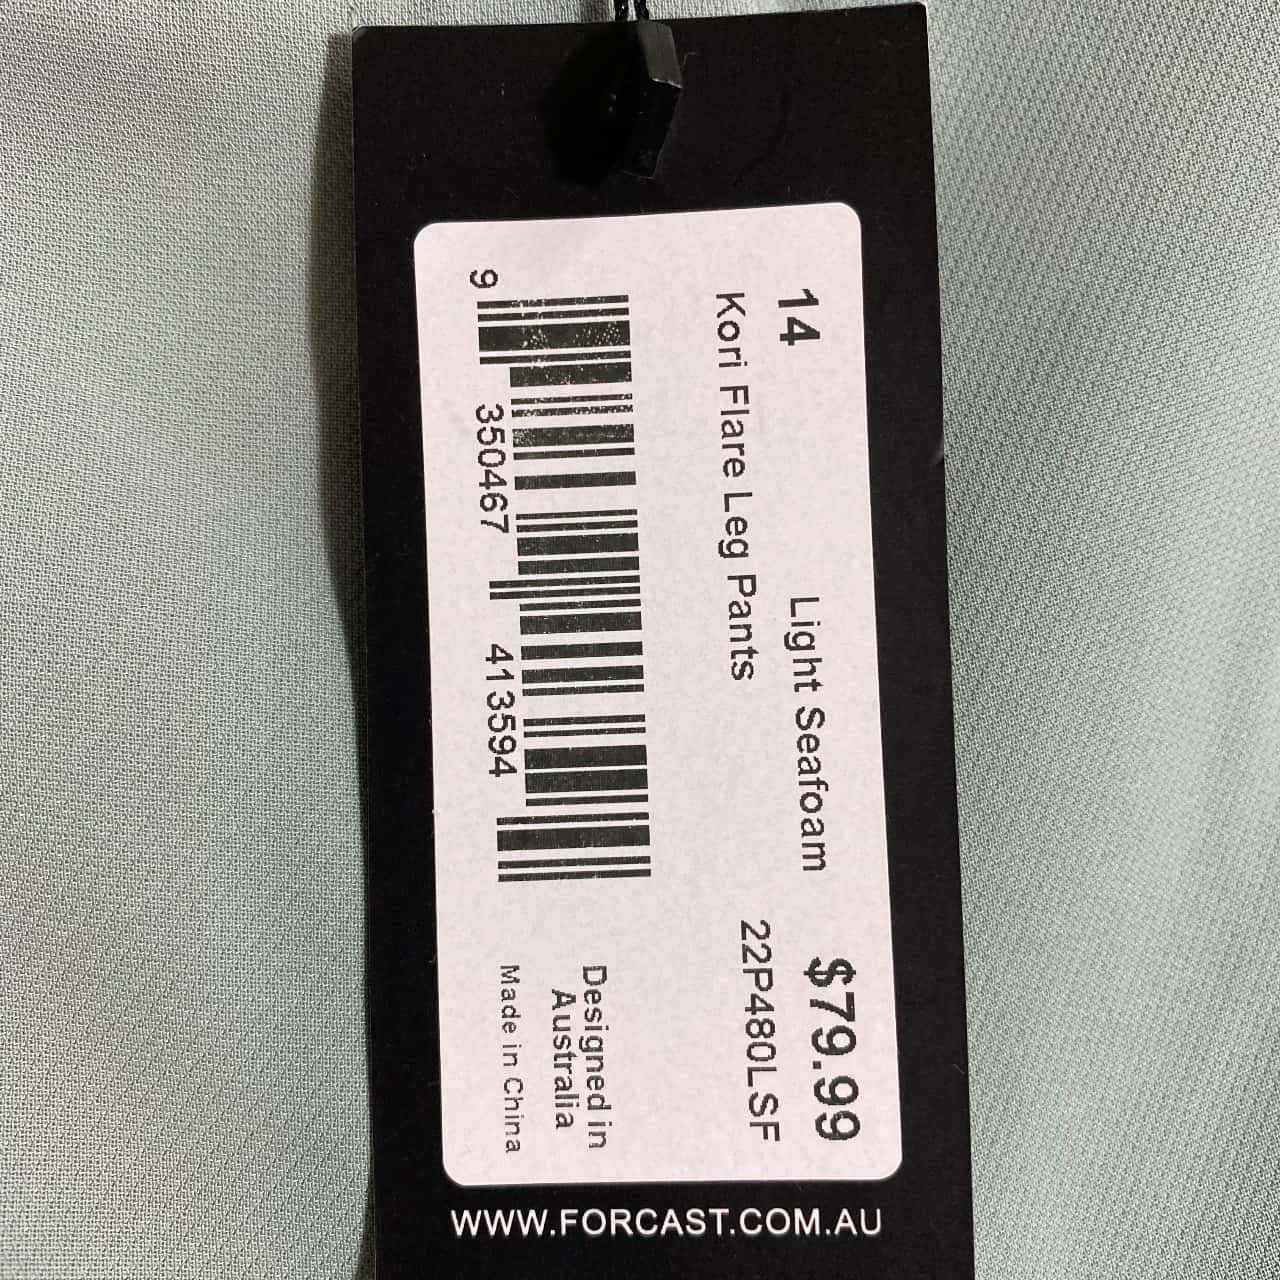 14 Light Seafoam $79.99
Kori Flare Leg Pants 22P480LSF
9 350467 413594
Designed in
Australia
Made in China
WWW.FORCAST.COM.AU